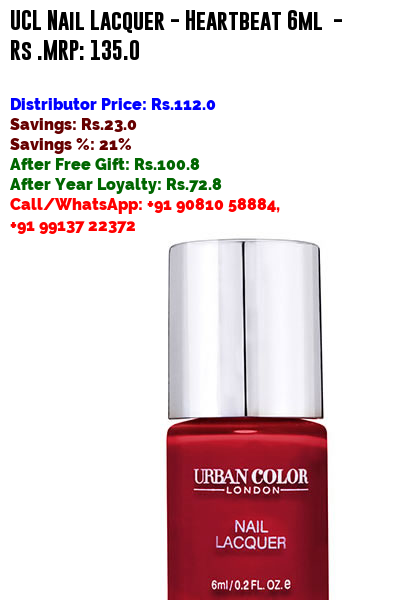 UCL Nail Lacquer - Heartbeat 6ml -
Rs .MRP: 135.0
Distributor Price: Rs.112.0
Savings: Rs.23.0
Savings %: 21%
After Free Gift: Rs.100.8
After Year Loyalty: Rs.72.8
Call/WhatsApp: +91 90810 58884,
+91 99137 22372
URBAN COLOR
LONDON
NAIL
LACQUER
6ml/0.2 FL. OZ.e